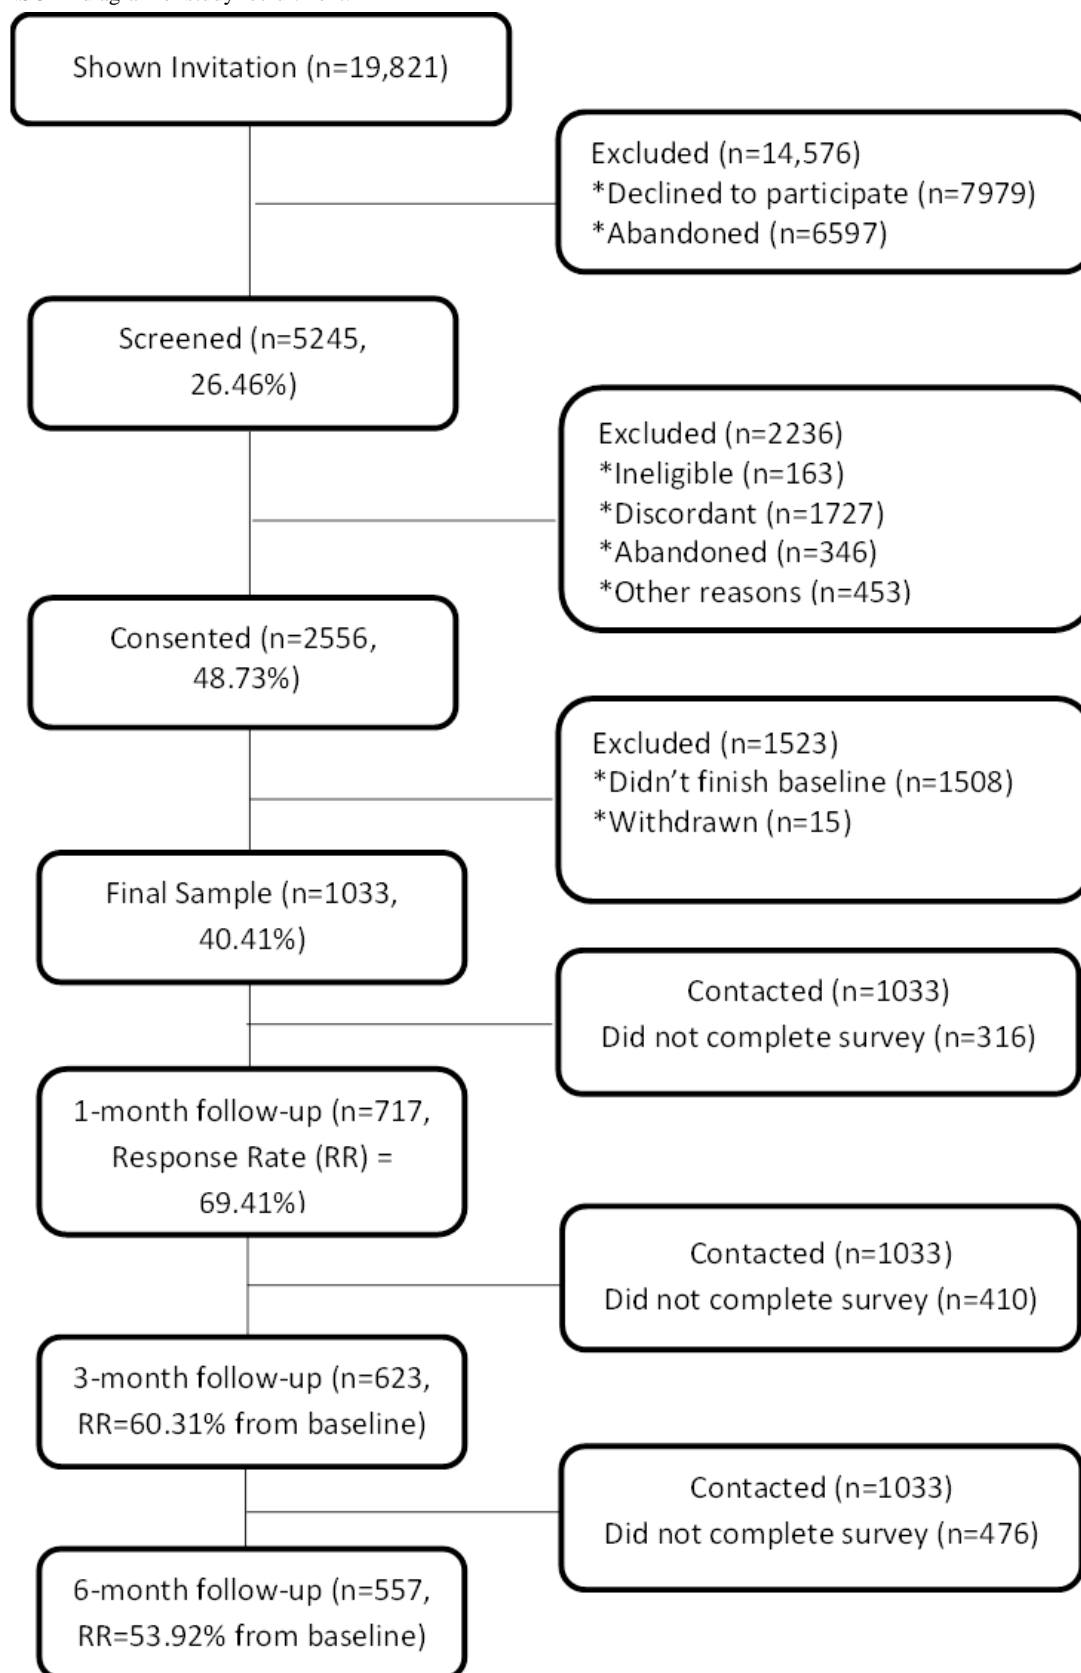 Shown Invitation (n=19,821)
Excluded (n=14,576)
*Declined to participate (n=7979)
*Abandoned (n=6597)
Screened (n=5245,
26.46%)
Excluded (n=2236)
*Ineligible (n=163)
*Discordant (n=1727)
*Abandoned (n=346)
*Other reasons (n=453)
Consented (n=2556,
48.73%)
Excluded (n=1523)
*Didn’t finish baseline (n=1508)
*Withdrawn (n=15)
Final Sample (n=1033,
40.41%)
Contacted (n=1033)
Did not complete survey (n=316)
1-month follow-up (n=717,
Response Rate (RR) =
69.41%)
Contacted (n=1033)
Did not complete survey (n=410)
3-month follow-up (n=623,
RR=60.31% from baseline)
Contacted (n=1033)
Did not complete survey (n=476)
6-month follow-up (n=557,
RR=53.92% from baseline)